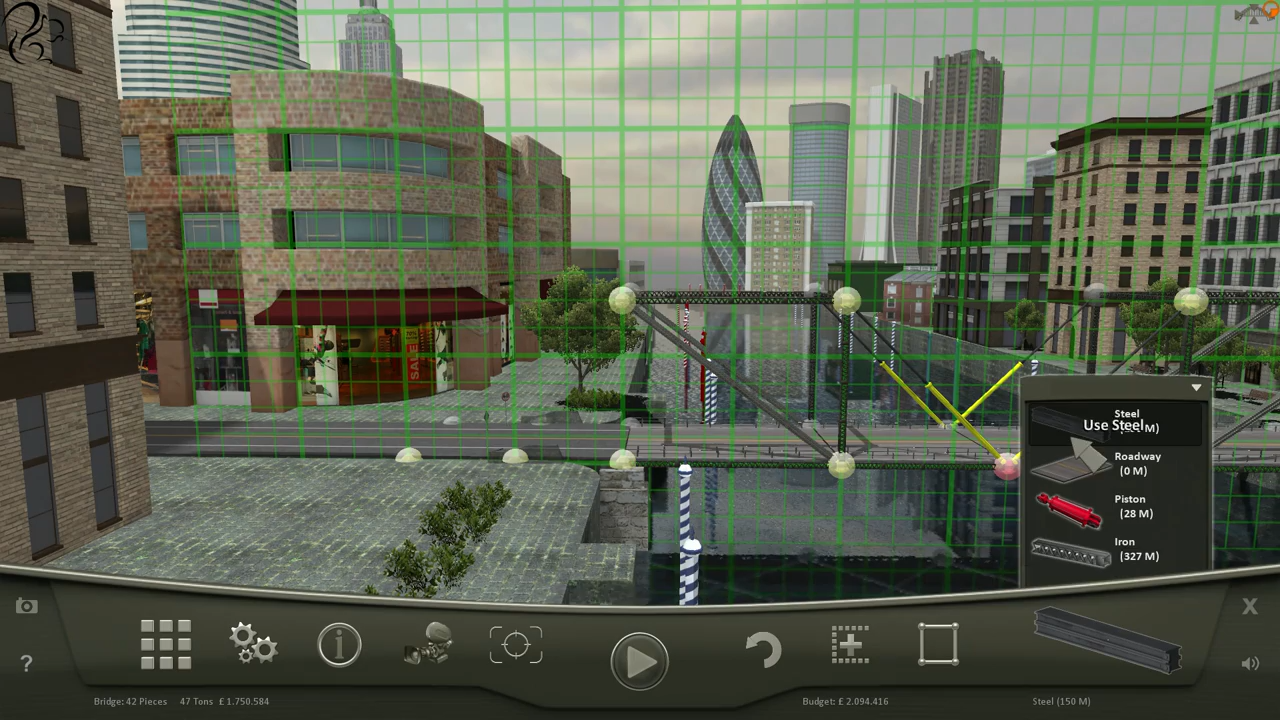 SALE
Steel
Use Steel
Roadway
(0 M)
Piston
(28 M)
Iron
(327 M)
?
X
Bridge: 42 Pieces 47 Tons £ 1.750.584
Budget: £ 2.094.416
Steel (150 M)